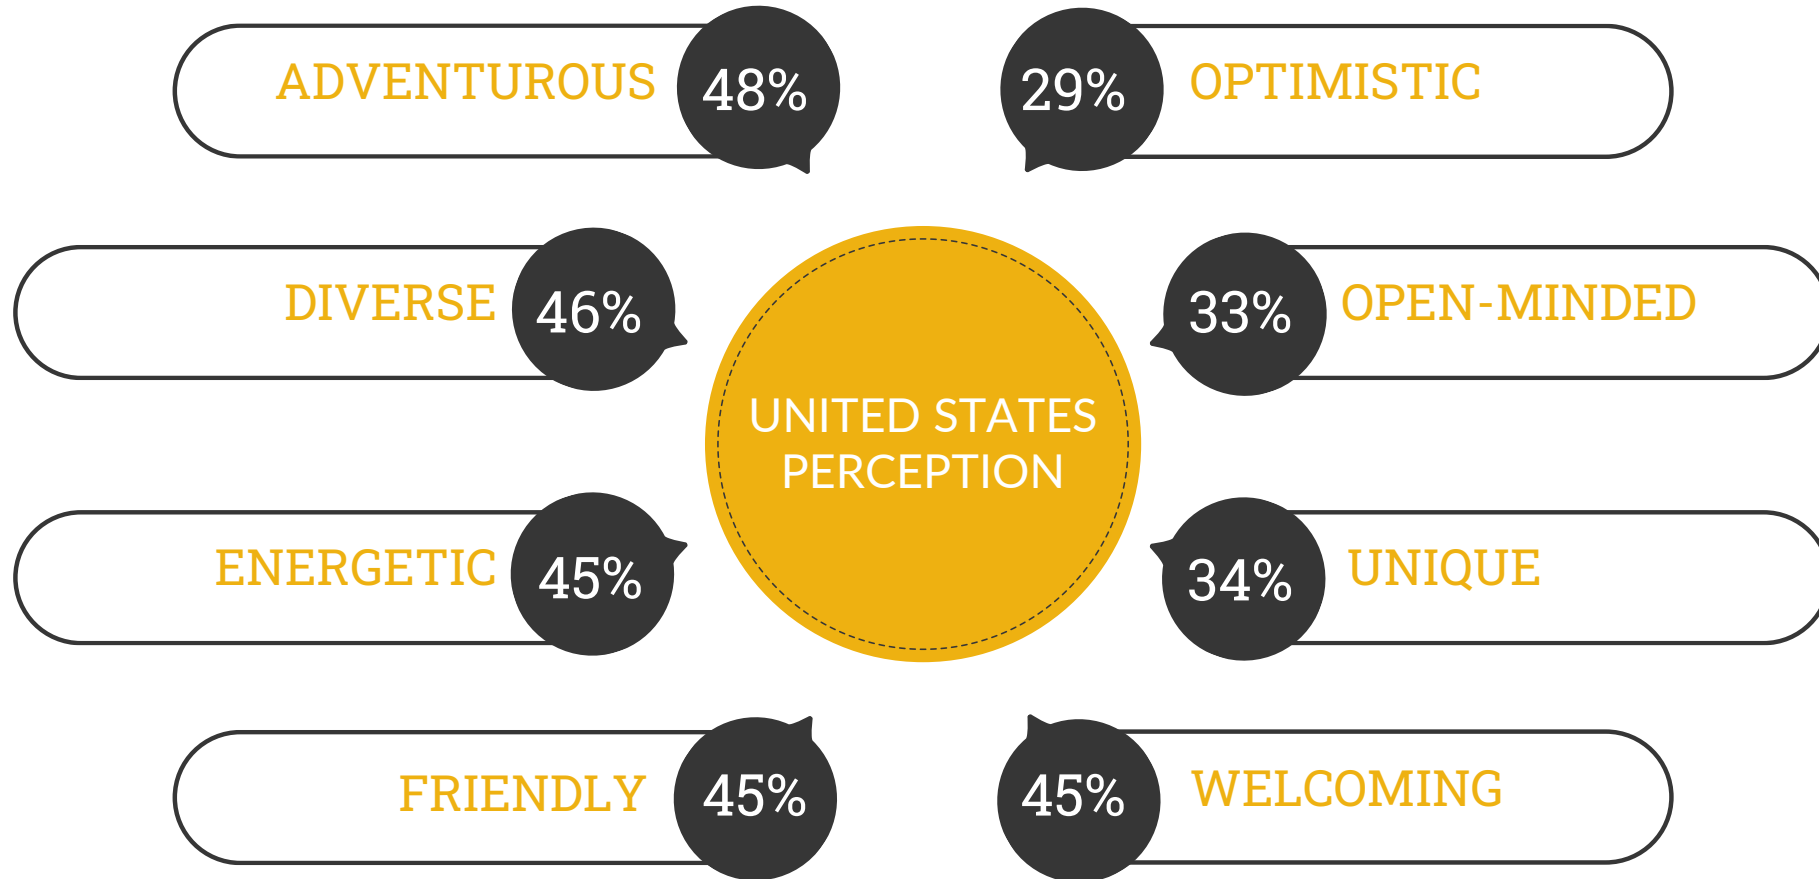 ADVENTUROUS 48%
29% OPTIMISTIC
DIVERSE 46%
33% OPEN-MINDED
UNITED STATES
PERCEPTION
ENERGETIC 45%
34% UNIQUE
FRIENDLY 45%
45% WELCOMING